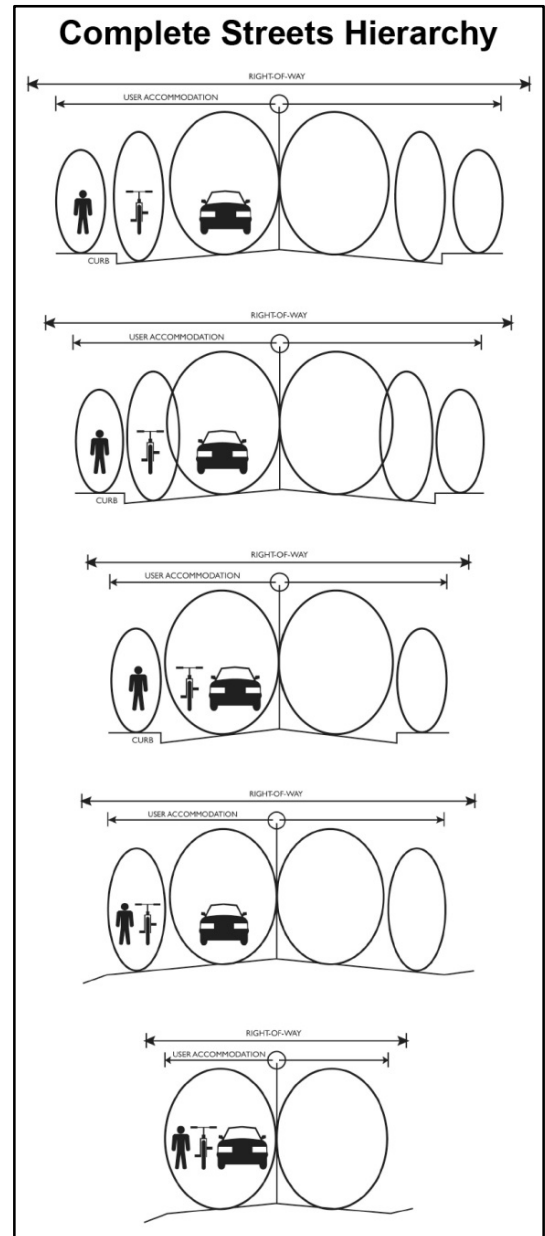 Complete Streets Hierarchy
RIGHT-OF-WAY
USER ACCOMMODATION
CURB
RIGHT-OF-WAY
USER ACCOMMODATION
CURB
RIGHT-OF-WAY
USER ACCOMMODATION
CURB
RIGHT-OF-WAY
USER ACCOMMODATION
RIGHT-OF-WAY
USER ACCOMMODATION